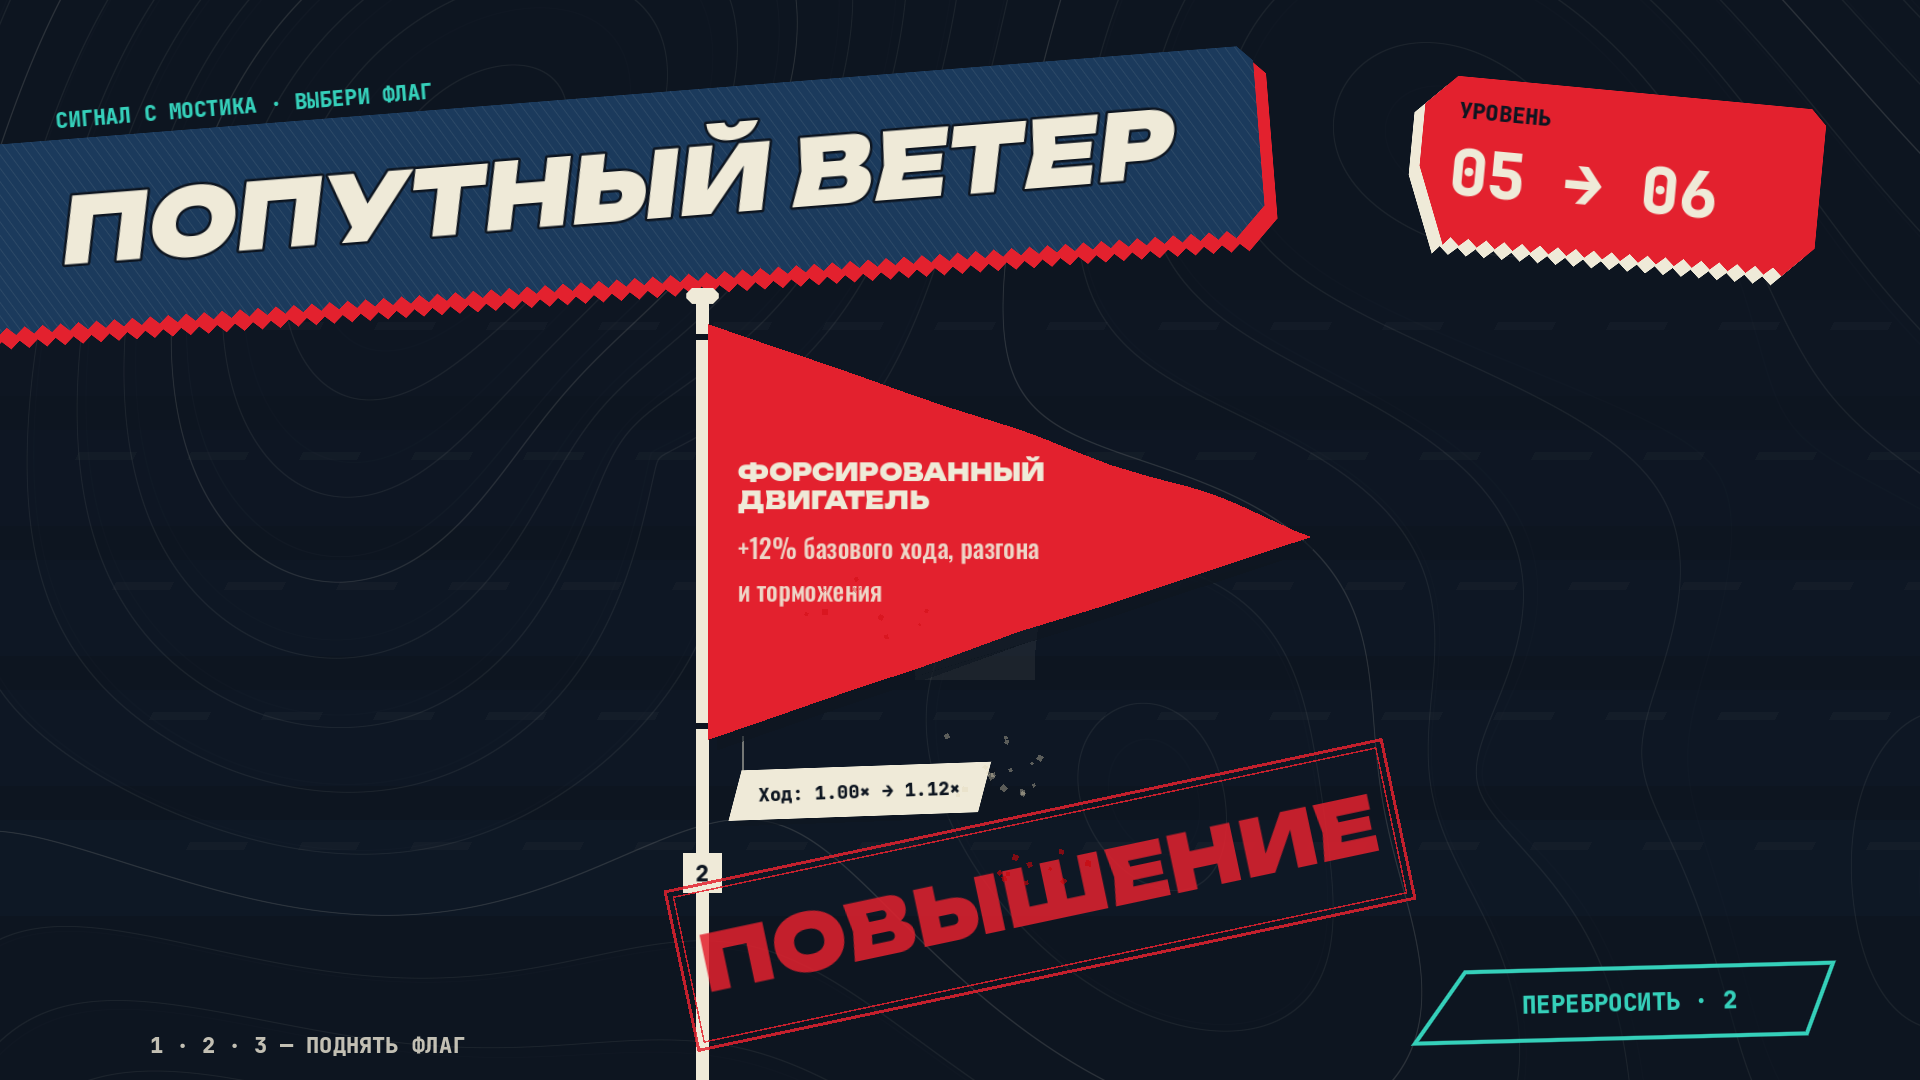 СИГНАЛ С МОСТИКА · ВЫБЕРИ ФЛАГ
ПОПУТНЫЙ ВЕТЕР
УРОВЕНЬ
05 → 06
ФОРСИРОВАННЫЙ
ДВИГАТЕЛЬ
+12% базового хода, разгона
и торможения
Ход: 1.00× → 1.12×
2
ПОВЫШЕНИЕ
ПЕРЕБРОСИТЬ · 2
1 · 2 · 3 — ПОДНЯТЬ ФЛАГ